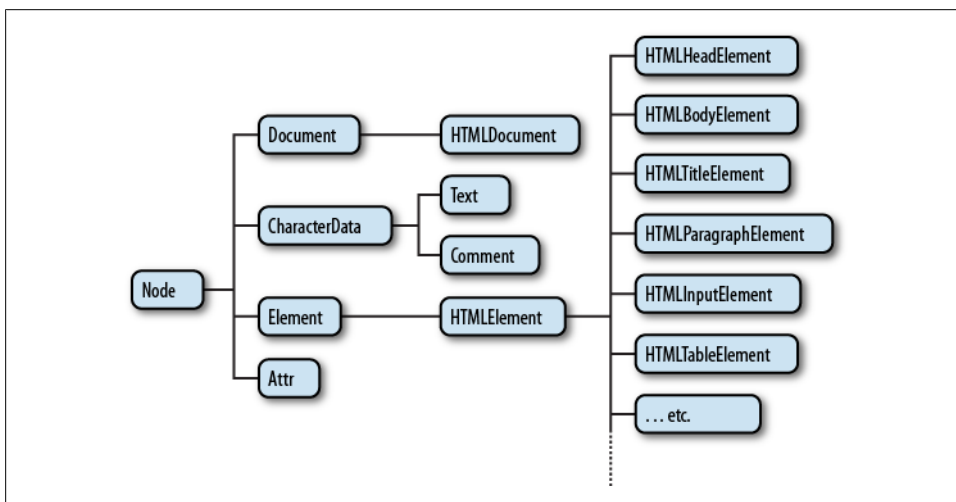 Node
Document
CharacterData
Element
Attr
HTMLDocument
Text
Comment
HTMLElement
HTMLHeadElement
HTMLBodyElement
HTMLTitleElement
HTMLParagraphElement
HTMLInputElement
HTMLTableElement
. . . etc.